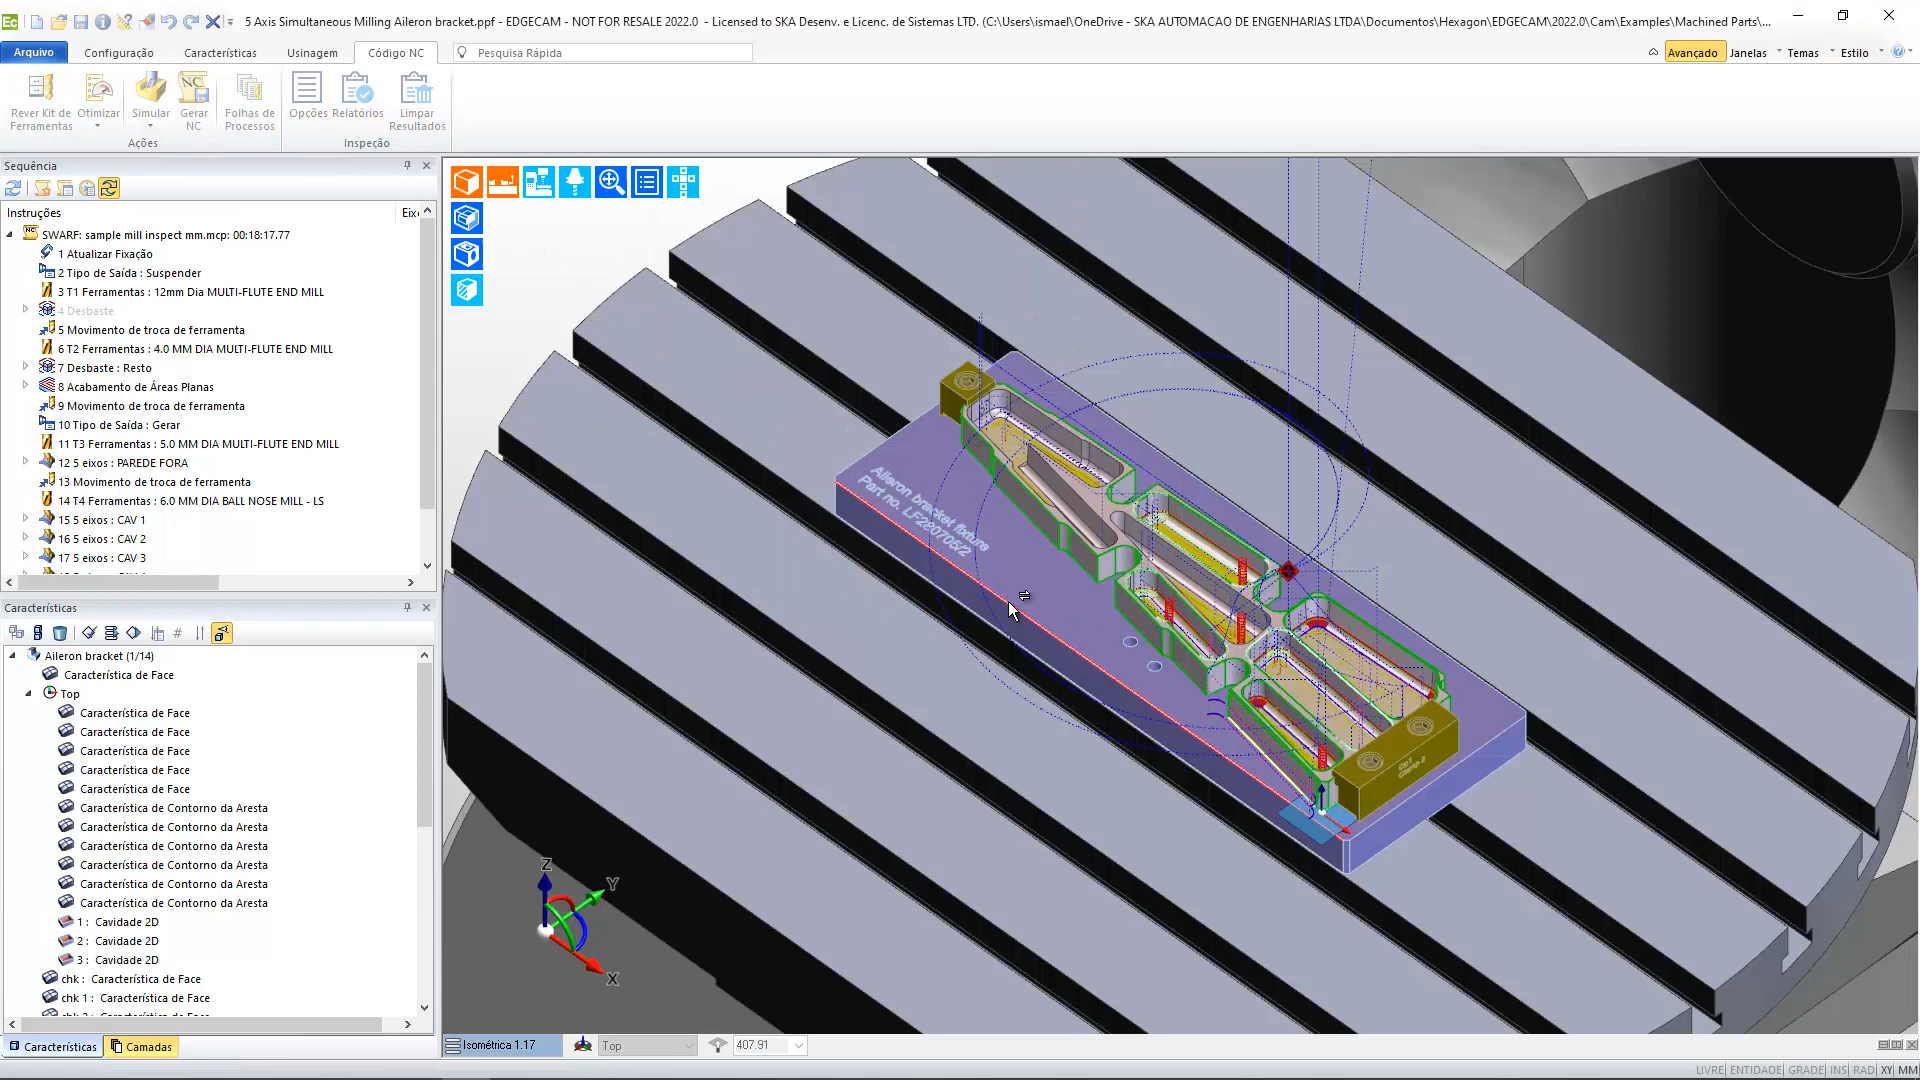 5 Axis Simultaneous Milling Aileron bracket.ppf - EDGECAM - NOT FOR RESALE 2022.0 - Licensed to SKA Desenv. e Licenc. de Sistemas LTD. (C:\Users\ismael\OneDrive - SKA AUTOMACAO DE ENGENHARIAS LTDA\Documentos\Hexagon\EDGECAM\2022.0\Cam\Examples\Machined Parts\...
Arquivo Configuração Características Usinagem Código NC Pesquisa Rápida Avançado Janelas Temas Estilo
Rever Kit de Ferramentas
Otimizar
Simular
Gerar NC
Folhas de Processos
Opções
Relatórios
Limpar Resultados
Ações
Inspeção
Sequência
Instruções Eixo
SWARF: sample mill inspect mm.mcp: 00:18:17.77
1 Atualizar Fixação
2 Tipo de Saída : Suspender
3 T1 Ferramentas : 12mm Dia MULTI-FLUTE END MILL
4 Desbaste
5 Movimento de troca de ferramenta
6 T2 Ferramentas : 4.0 MM DIA MULTI-FLUTE END MILL
7 Desbaste : Resto
8 Acabamento de Áreas Planas
9 Movimento de troca de ferramenta
10 Tipo de Saída : Gerar
11 T3 Ferramentas : 5.0 MM DIA MULTI-FLUTE END MILL
12 5 eixos : PAREDE FORA
13 Movimento de troca de ferramenta
14 T4 Ferramentas : 6.0 MM DIA BALL NOSE MILL - LS
15 5 eixos : CAV 1
16 5 eixos : CAV 2
17 5 eixos : CAV 3
Características
Aileron bracket (1/14)
Característica de Face
Top
Característica de Face
Característica de Face
Característica de Face
Característica de Face
Característica de Face
Característica de Contorno da Aresta
Característica de Contorno da Aresta
Característica de Contorno da Aresta
Característica de Contorno da Aresta
Característica de Contorno da Aresta
Característica de Contorno da Aresta
1 : Cavidade 2D
2 : Cavidade 2D
3 : Cavidade 2D
chk : Característica de Face
chk 1 : Característica de Face
Características Camadas
Aileron bracket fixture
Part no. LF280705/2
Op1
Clamp 2
Z
Y
X
Isométrica 1.17 Top 407.91
LIVRE ENTIDADE GRADE INS RAD XY MM